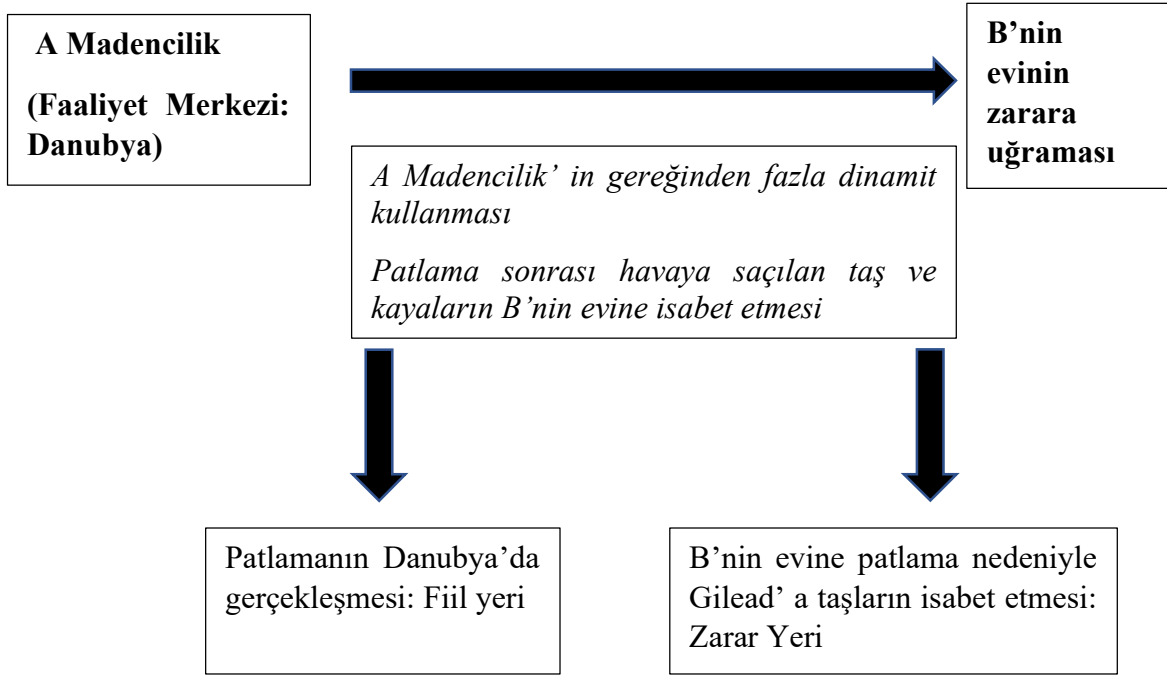 A Madencilik
(Faaliyet Merkezi:
Danubya)
B’nin
evinin
zarara
uğraması
A Madencilik’ in gereğinden fazla dinamit
kullanması
Patlama sonrası havaya saçılan taş ve
kayaların B’nin evine isabet etmesi
Patlamanın Danubya’da
gerçekleşmesi: Fiil yeri
B’nin evine patlama nedeniyle
Gilead’ a taşların isabet etmesi:
Zarar Yeri